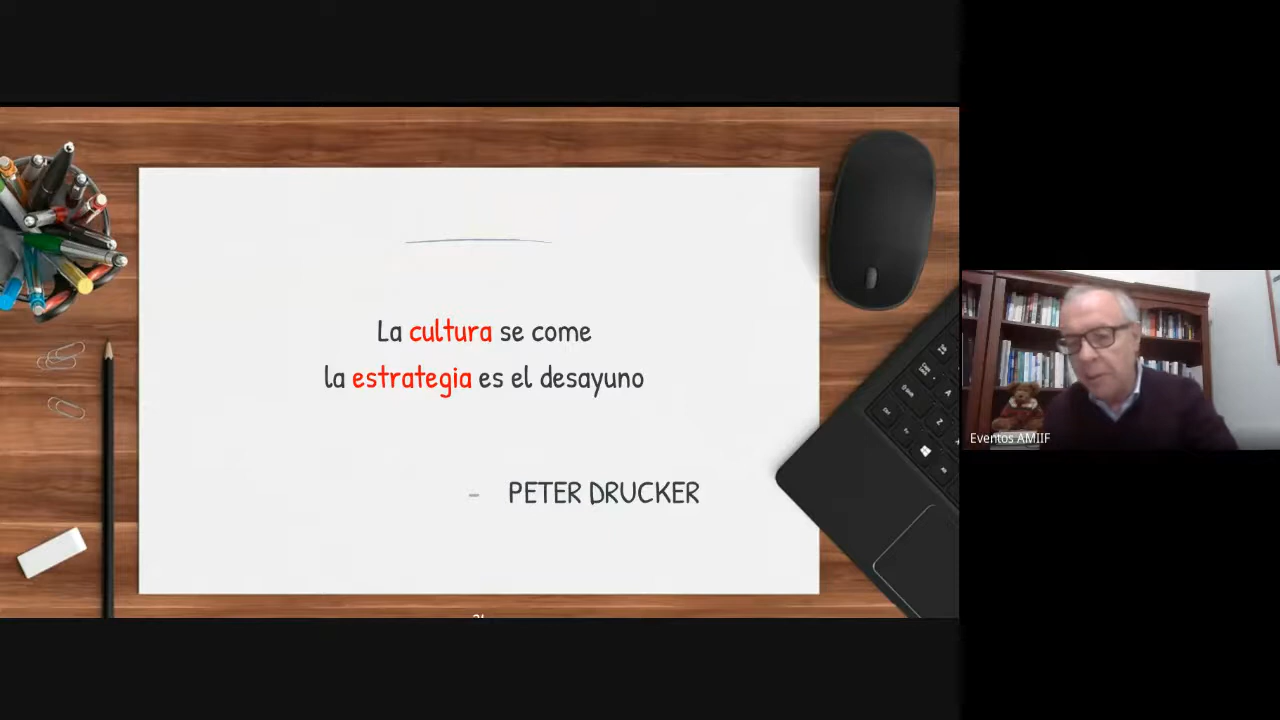 La cultura se come
la estrategia es el desayuno
- PETER DRUCKER
Eventos AMIIF